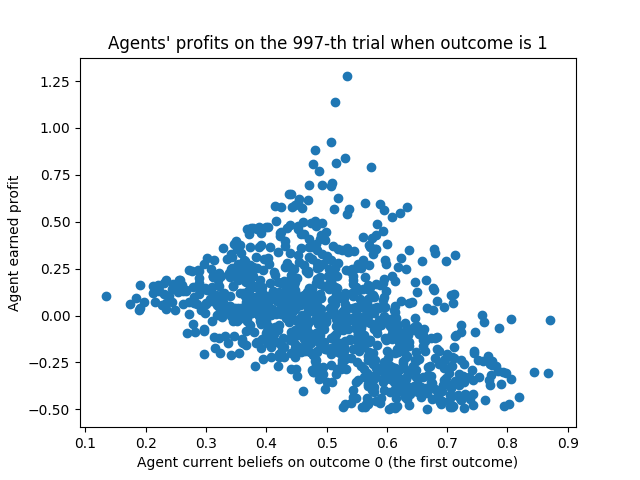 Agents' profits on the 997-th trial when outcome is 1
1.25
1.00
0.75
0.50
0.25
0.00
−0.25
−0.50
Agent earned profit
0.1 0.2 0.3 0.4 0.5 0.6 0.7 0.8 0.9
Agent current beliefs on outcome 0 (the first outcome)